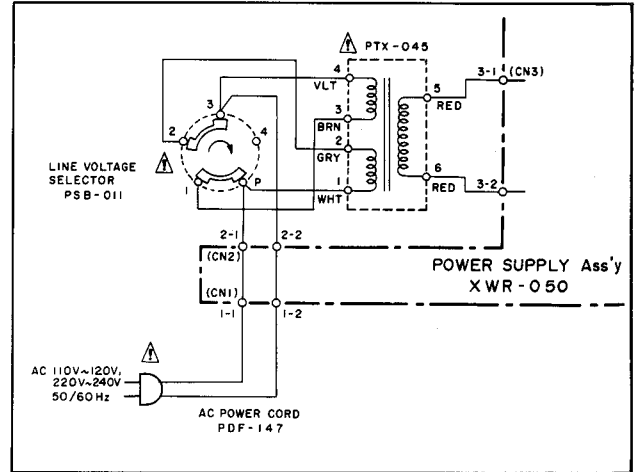 ⚠ PTX-045
4
VLT
3
BRN
2
GRY
1
WHT
5
RED
6
RED
3-1 (CN3)
3-2
3
2
4
1
P
LINE VOLTAGE
SELECTOR
PSB-011
⚠
2-1
2-2
(CN2)
(CN1)
1-1
1-2
POWER SUPPLY Ass'y
XWR-050
⚠
AC 110V~120V,
220V~240V
50/60Hz
AC POWER CORD
PDF-147